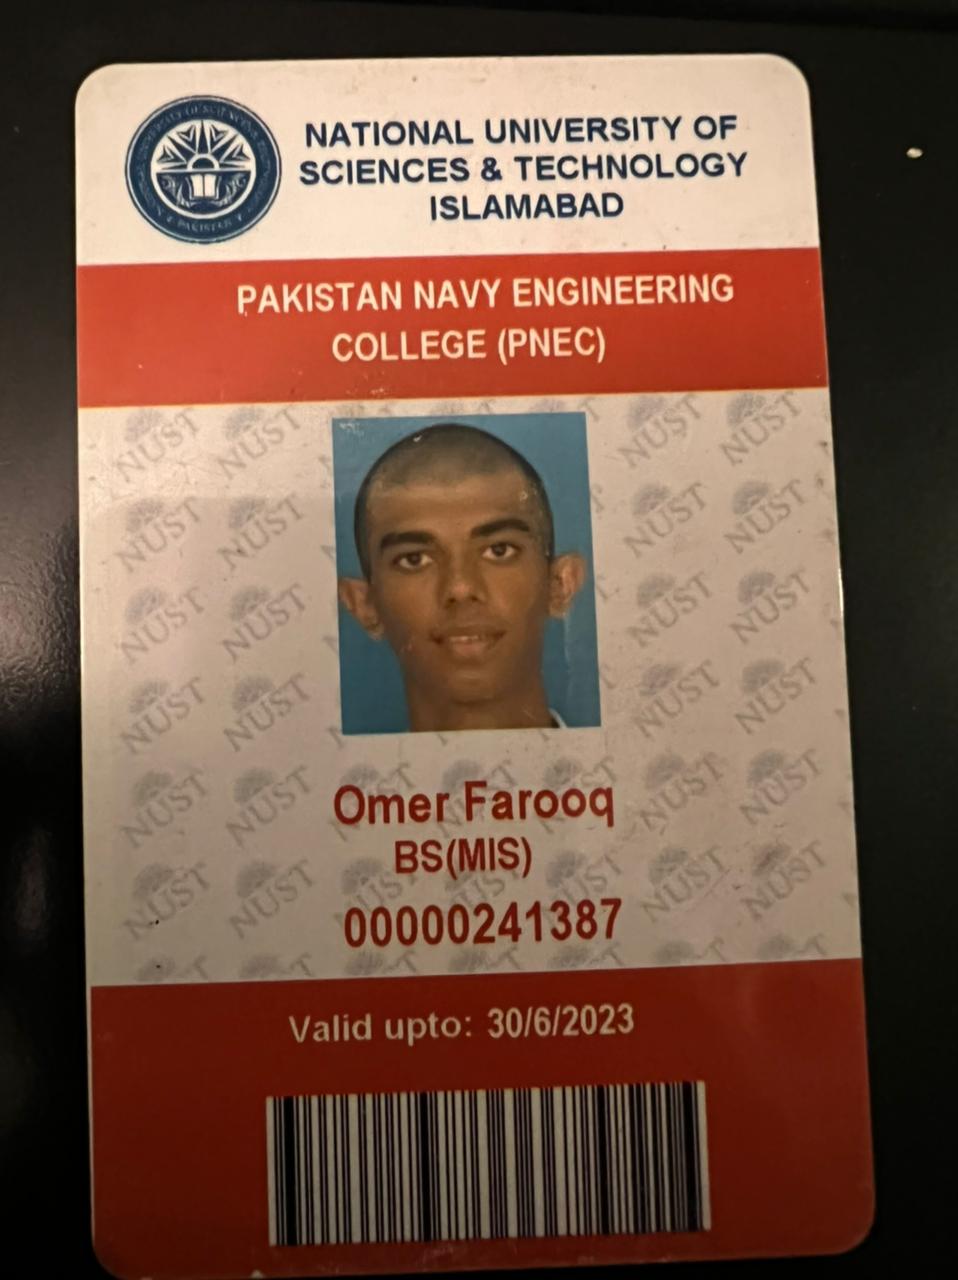 NATIONAL UNIVERSITY OF
SCIENCES & TECHNOLOGY
ISLAMABAD
PAKISTAN NAVY ENGINEERING
COLLEGE (PNEC)
NUST
Omer Farooq
BS(MIS)
00000241387
Valid upto: 30/6/2023